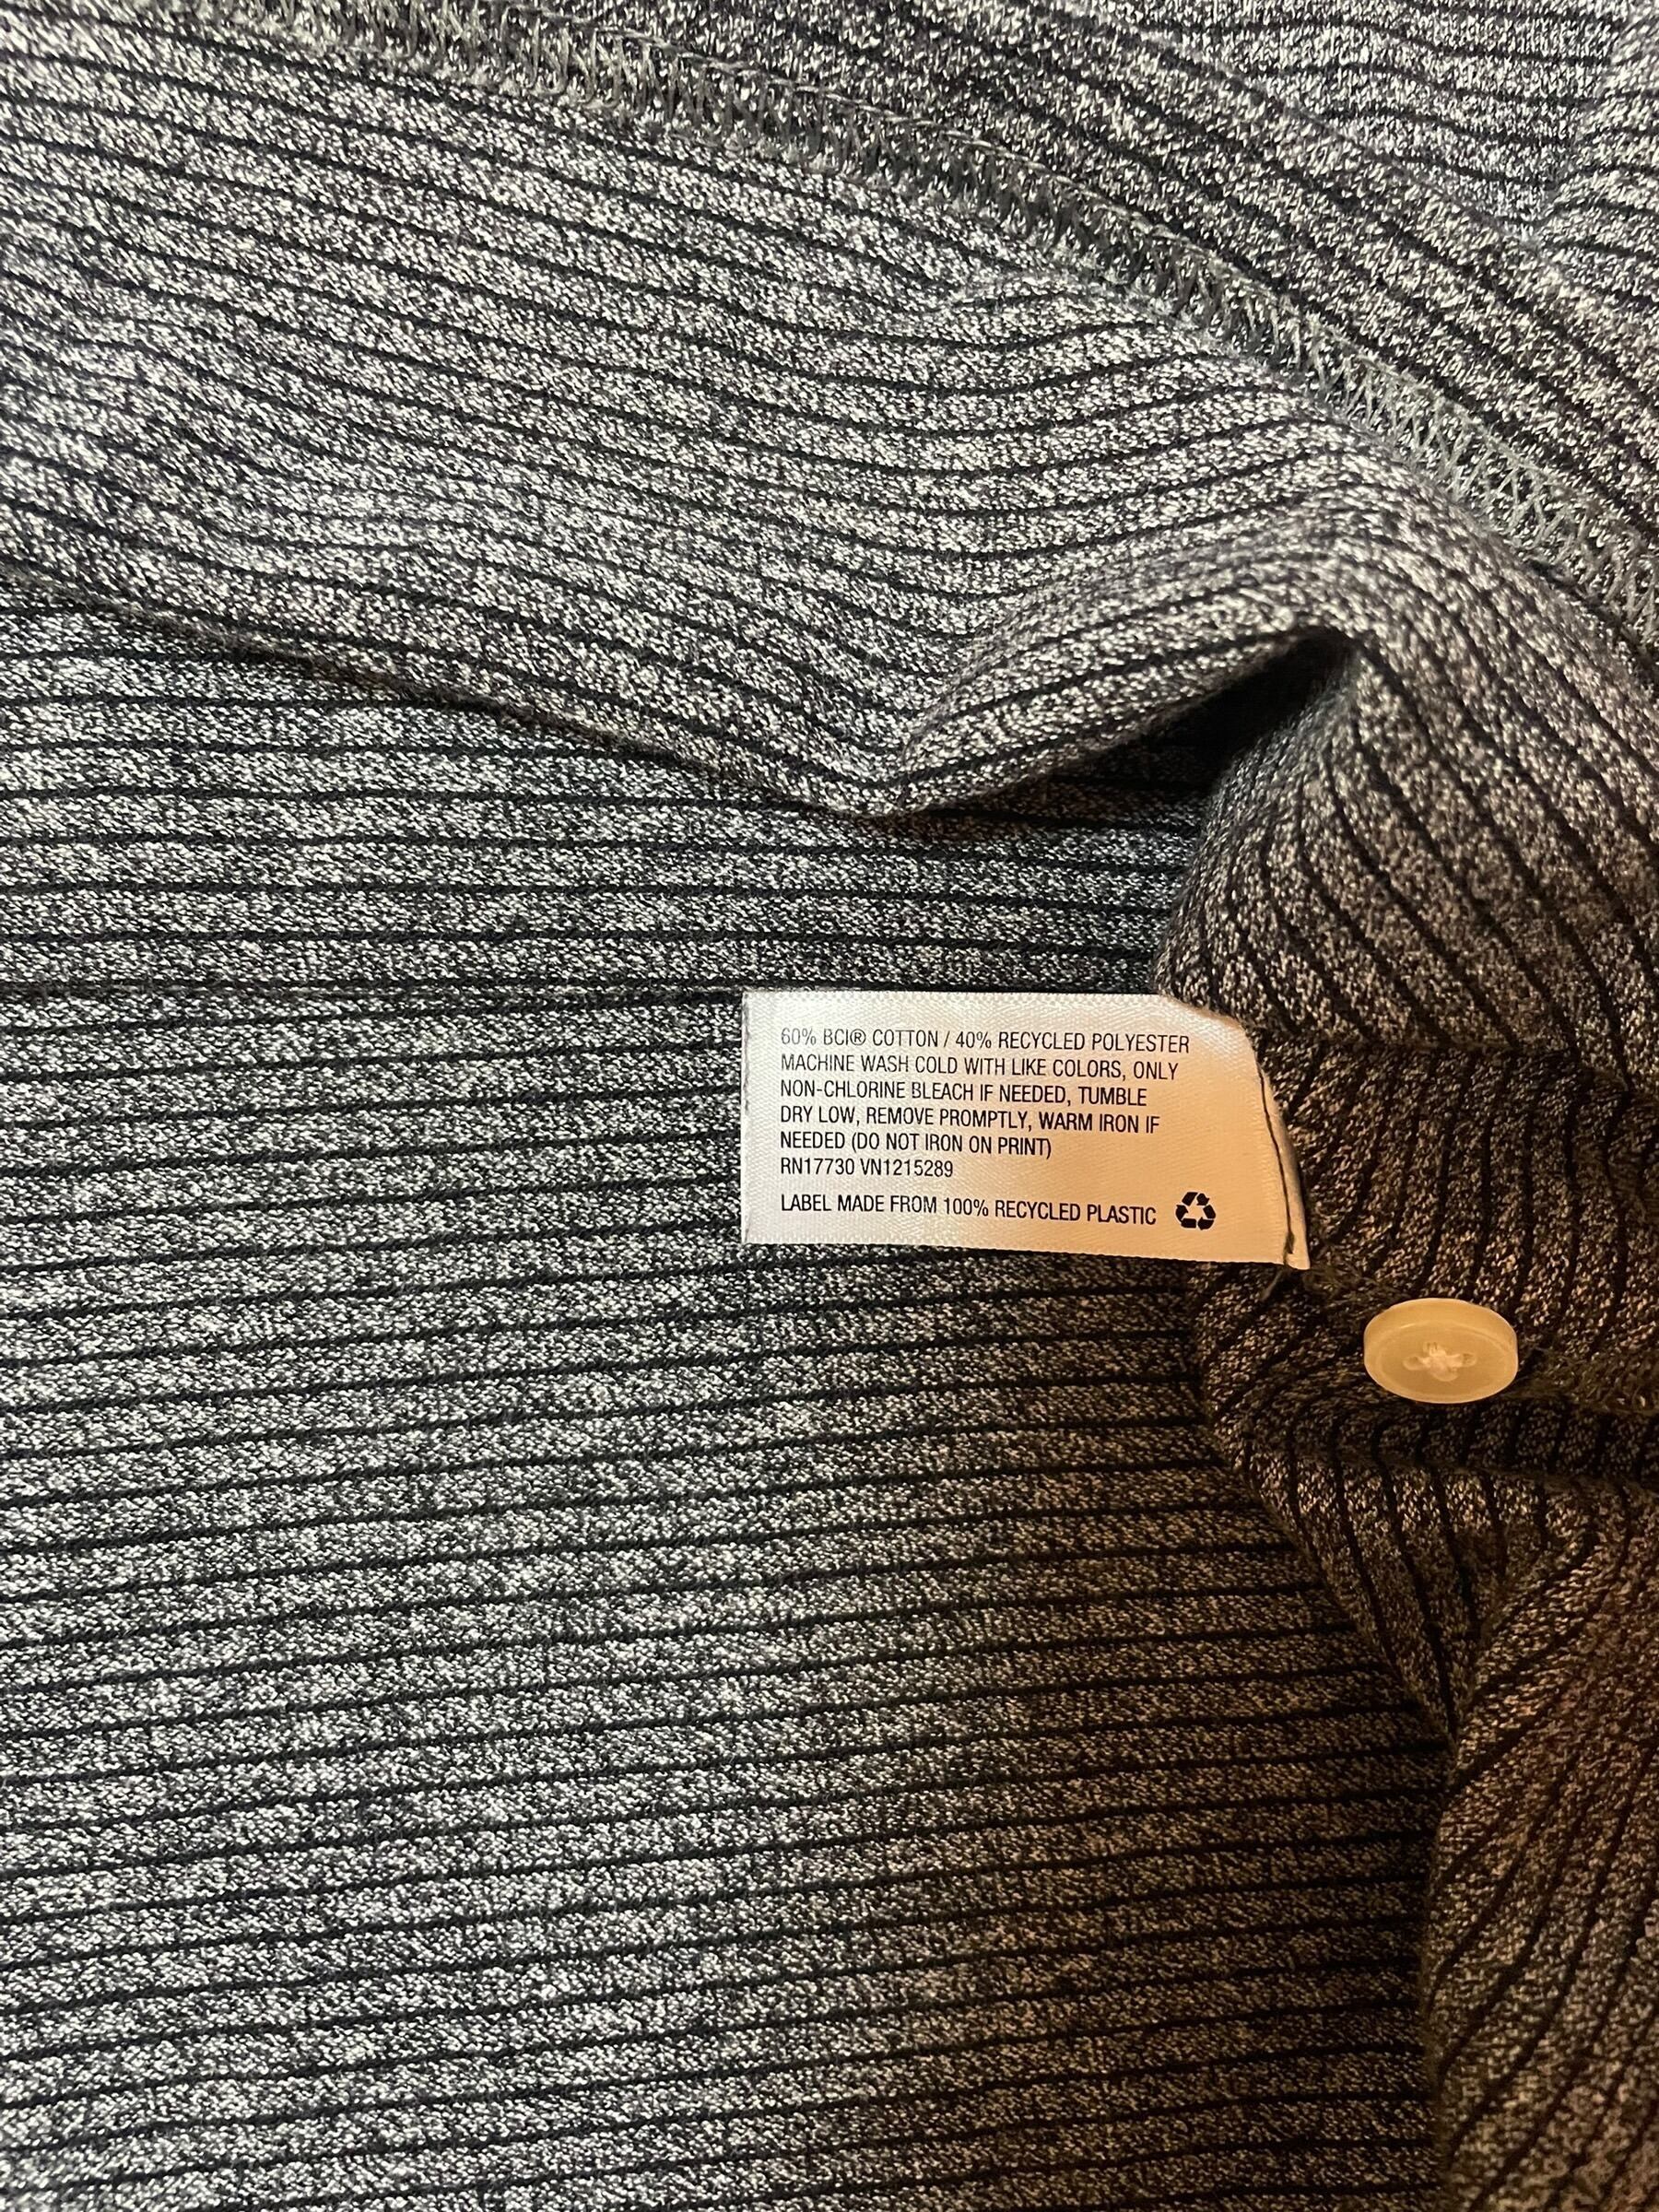 60% BCI® COTTON / 40% RECYCLED POLYESTER
MACHINE WASH COLD WITH LIKE COLORS, ONLY
NON-CHLORINE BLEACH IF NEEDED, TUMBLE
DRY LOW, REMOVE PROMPTLY, WARM IRON IF
NEEDED (DO NOT IRON ON PRINT)
RN17730 VN1215289
LABEL MADE FROM 100% RECYCLED PLASTIC